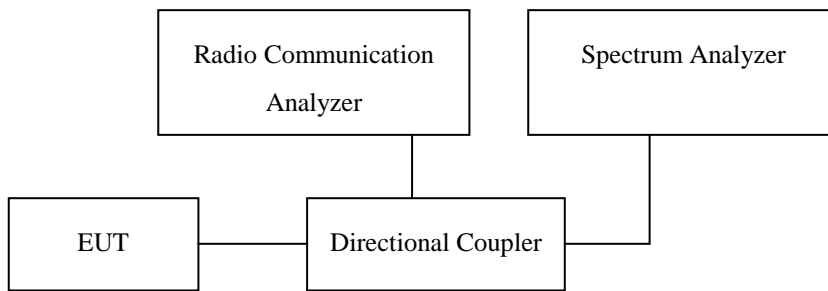 Radio Communication
Analyzer
Spectrum Analyzer
EUT
Directional Coupler